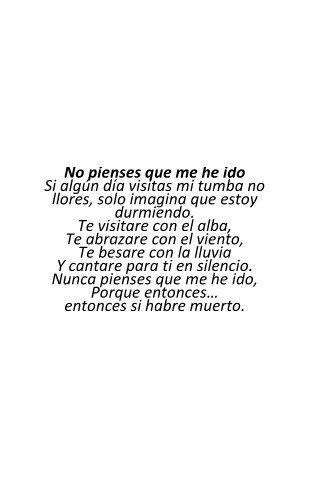 No pienses que me he ido
Si algún día visitas mi tumba no
llores, solo imagina que estoy
durmiendo.
Te visitare con el alba,
Te abrazare con el viento,
Te besare con la lluvia
Y cantare para ti en silencio.
Nunca pienses que me he ido,
Porque entonces...
entonces si habre muerto.